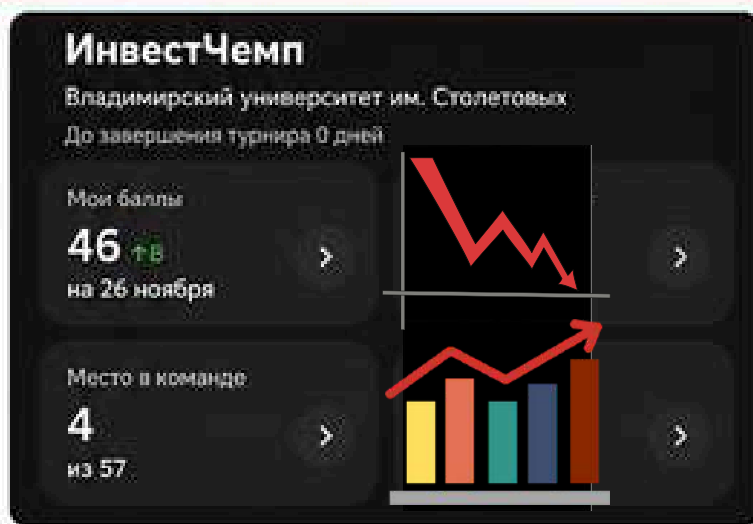 ИнвестЧемп
Владимирский университет им. Столетовых
До завершения турнира 0 дней
Мои баллы
46 ↑8
на 26 ноября
Место в команде
4
из 57